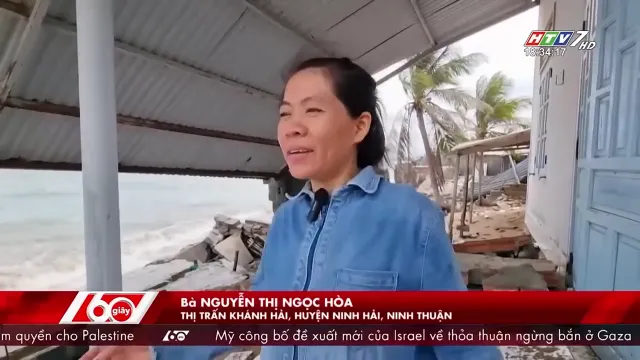 HTV7 HD
18:34:17
60 giây
Bà NGUYỄN THỊ NGỌC HÒA
THỊ TRẤN KHÁNH HẢI, HUYỆN NINH HẢI, NINH THUẬN
m quyền cho Palestine Mỹ công bố đề xuất mới của Israel về thỏa thuận ngừng bắn ở Gaza